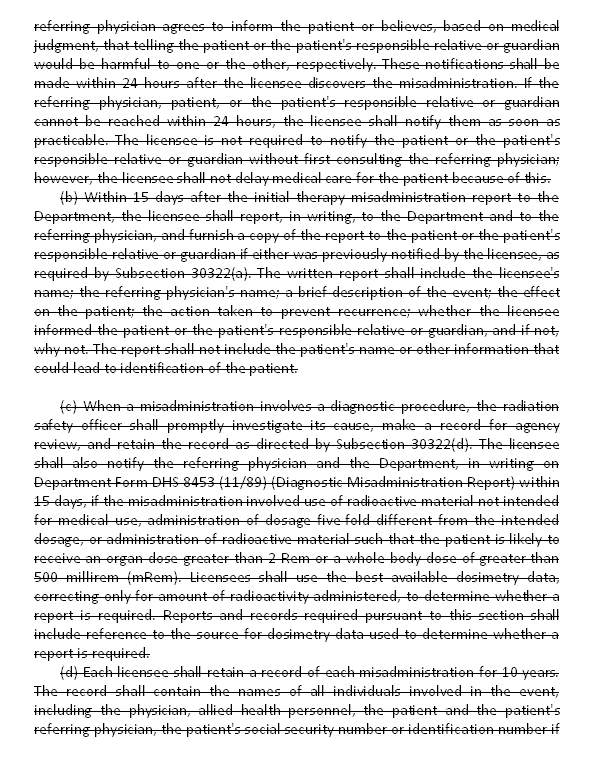 referring physician agrees to inform the patient or believes, based on medical
judgment, that telling the patient or the patient's responsible relative or guardian
would be harmful to one or the other, respectively. These notifications shall be
made within 24 hours after the licensee discovers the misadministration. If the
referring physician, patient, or the patient's responsible relative or guardian
cannot be reached within 24 hours, the licensee shall notify them as soon as
practicable. The licensee is not required to notify the patient or the patient's
responsible relative or guardian without first consulting the referring physician;
however, the licensee shall not delay medical care for the patient because of this.
(b) Within 15 days after the initial therapy misadministration report to the
Department, the licensee shall report, in writing, to the Department and to the
referring physician, and furnish a copy of the report to the patient or the patient's
responsible relative or guardian if either was previously notified by the licensee, as
required by Subsection 30322(a). The written report shall include the licensee's
name; the referring physician's name; a brief description of the event; the effect
on the patient; the action taken to prevent recurrence; whether the licensee
informed the patient or the patient's responsible relative or guardian, and if not,
why not. The report shall not include the patient's name or other information that
could lead to identification of the patient.
(c) When a misadministration involves a diagnostic procedure, the radiation
safety officer shall promptly investigate its cause, make a record for agency
review, and retain the record as directed by Subsection 30322(d). The licensee
shall also notify the referring physician and the Department, in writing on
Department Form DHS 8453 (11/89) (Diagnostic Misadministration Report) within
15 days, if the misadministration involved use of radioactive material not intended
for medical use, administration of dosage five fold different from the intended
dosage, or administration of radioactive material such that the patient is likely to
receive an organ dose greater than 2 Rem or a whole body dose of greater than
500 millirem (mRem). Licensees shall use the best available dosimetry data,
correcting only for amount of radioactivity administered, to determine whether a
report is required. Reports and records required pursuant to this section shall
include reference to the source for dosimetry data used to determine whether a
report is required.
(d) Each licensee shall retain a record of each misadministration for 10 years.
The record shall contain the names of all individuals involved in the event,
including the physician, allied health personnel, the patient and the patient's
referring physician, the patient's social security number or identification number if